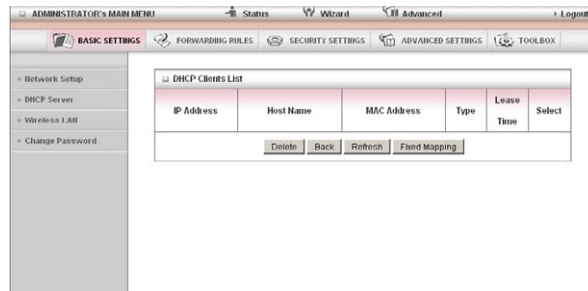 ADMINISTRATOR's MAIN MENU Status Wizard Advanced Logout
BASIC SETTINGS FORWARDING RULES SECURITY SETTINGS ADVANCED SETTINGS TOOLBOX
Network Setup
DHCP Server
Wireless LAN
Change Password
DHCP Clients List
IP Address Host Name MAC Address Type Lease Time Select
Delete Back Refresh Fixed Mapping